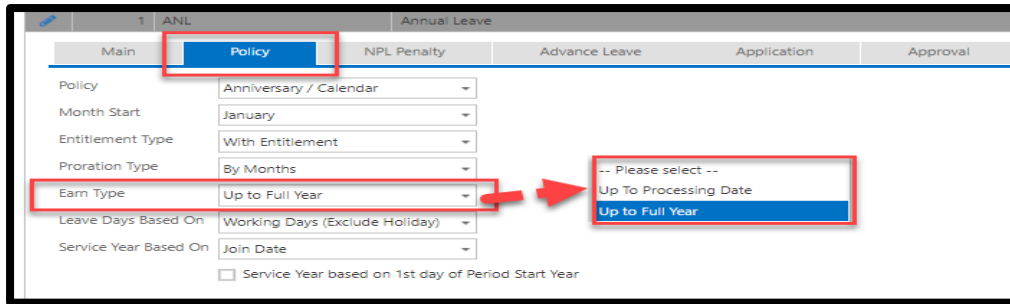 1 ANL Annual Leave
Main Policy NPL Penalty Advance Leave Application Approval
Policy Anniversary / Calendar
Month Start January
Entitlement Type With Entitlement
Proration Type By Months
Earn Type Up to Full Year
Leave Days Based On Working Days (Exclude Holiday)
Service Year Based On Join Date
Service Year based on 1st day of Period Start Year
-- Please select --
Up To Processing Date
Up to Full Year